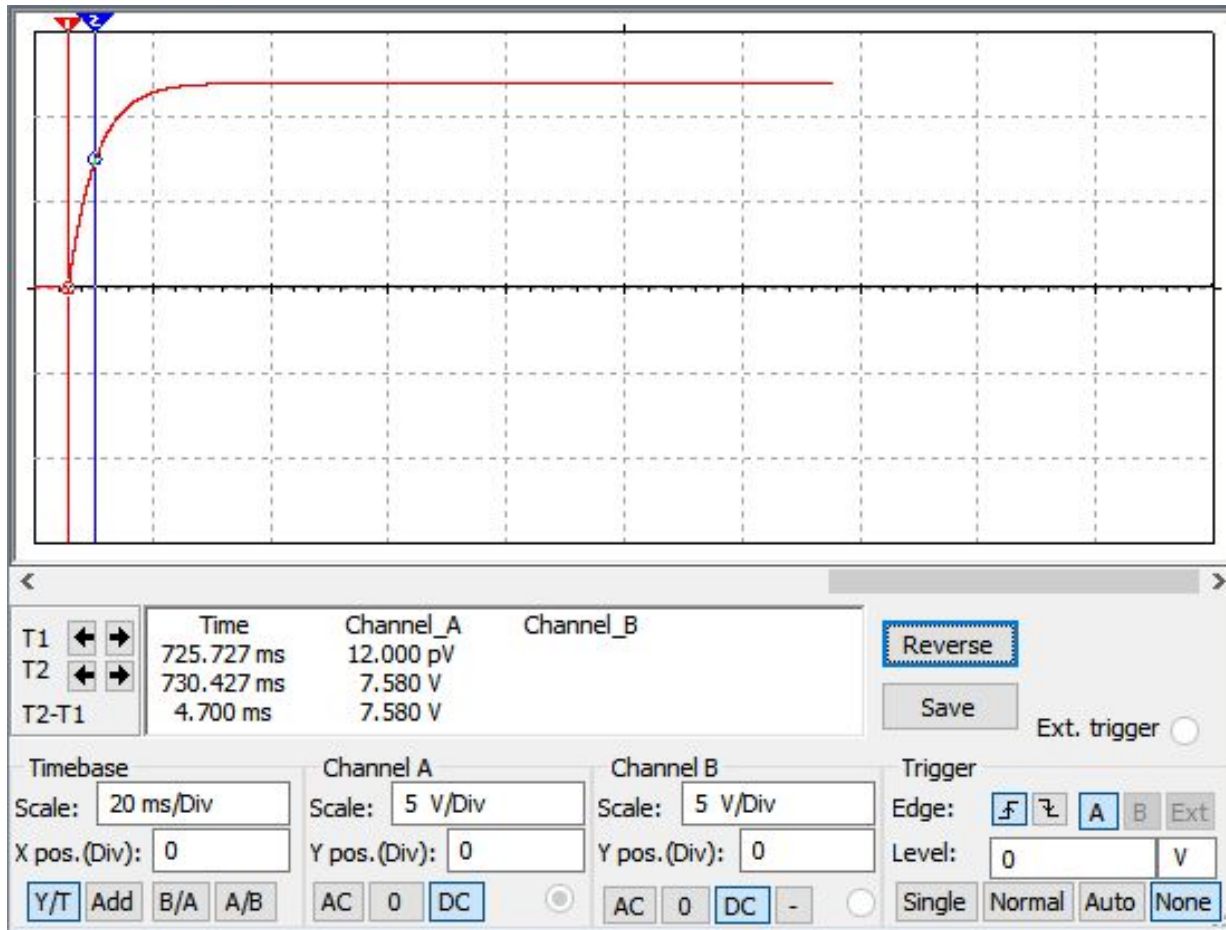 1 2
T1 T2 T2-T1
Time Channel_A Channel_B
725.727 ms 12.000 pV
730.427 ms 7.580 V
4.700 ms 7.580 V
Reverse
Save
Ext. trigger
Timebase Channel A Channel B Trigger
Scale: 20 ms/Div Scale: 5 V/Div Scale: 5 V/Div Edge: A B Ext
X pos.(Div): 0 Y pos.(Div): 0 Y pos.(Div): 0 Level: 0 V
Y/T Add B/A A/B AC 0 DC AC 0 DC - Single Normal Auto None